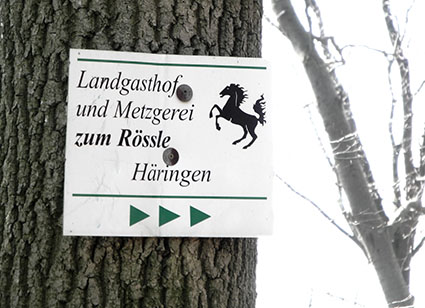 Landgasthof
und Metzgerei
zum Rössle
Häringen